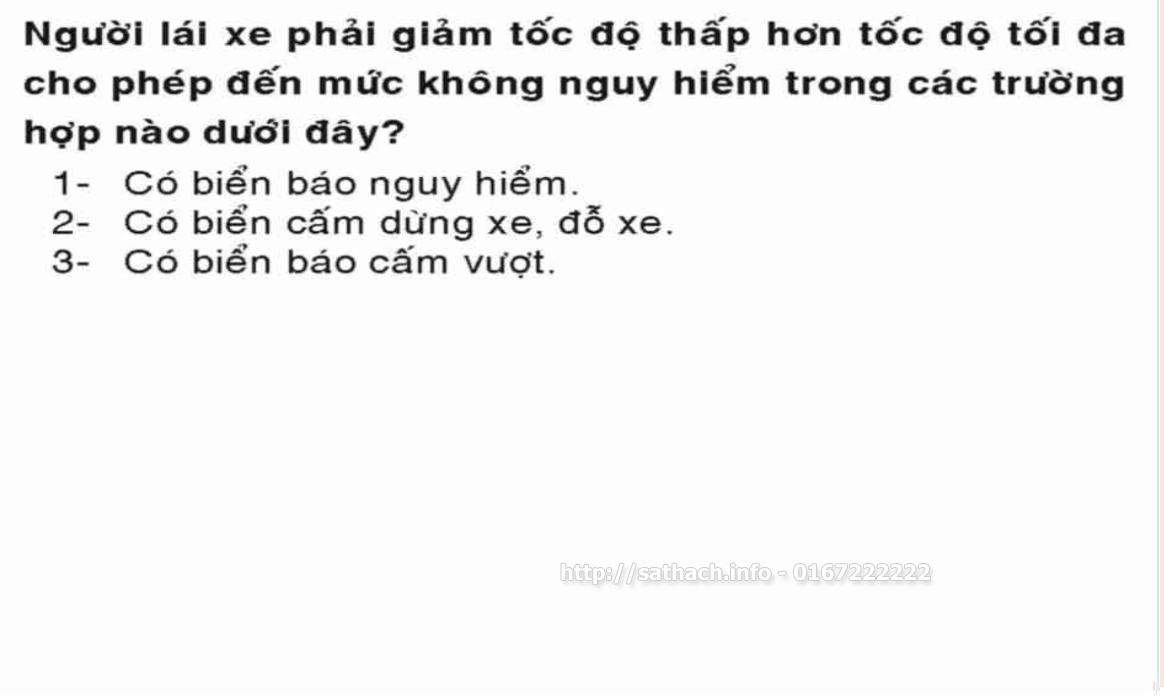 Người lái xe phải giảm tốc độ thấp hơn tốc độ tối đa
cho phép đến mức không nguy hiểm trong các trường
hợp nào dưới đây?
1- Có biển báo nguy hiểm.
2- Có biển cấm dừng xe, đỗ xe.
3- Có biển báo cấm vượt.
http://sathach.info - 0167222222